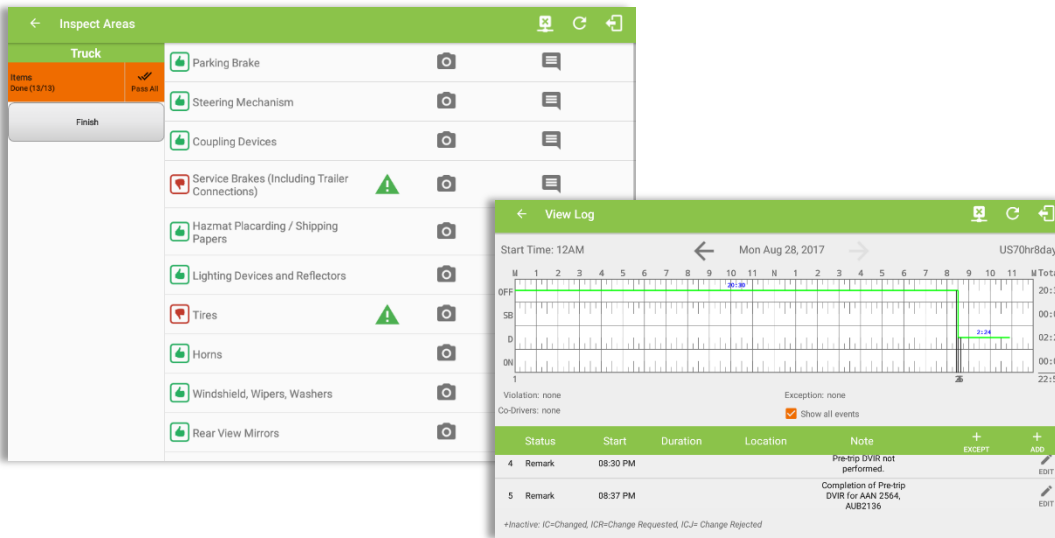 Inspect Areas
Truck
Items
Done (13/13)
Pass All
Finish
Parking Brake
Steering Mechanism
Coupling Devices
Service Brakes (Including Trailer
Connections)
Hazmat Placarding / Shipping
Papers
Lighting Devices and Reflectors
Tires
Horns
Windshield, Wipers, Washers
Rear View Mirrors
View Log
Start Time: 12AM
Mon Aug 28, 2017
US70hr8day
M 1 2 3 4 5 6 7 8 9 10 11 N 1 2 3 4 5 6 7 8 9 10 11 M Tota
OFF 20:30
SB
D 2:24
ON
1
Violation: none
Exception: none
Co-Drivers: none
Show all events
Status Start Duration Location Note + EXCEPT + ADD
4 Remark 08:30 PM Pre-trip DVIR not
performed.
EDIT
5 Remark 08:37 PM Completion of Pre-trip
DVIR for AAN 2564,
AUB2136
EDIT
+Inactive: IC=Changed, ICR=Change Requested, ICJ= Change Rejected